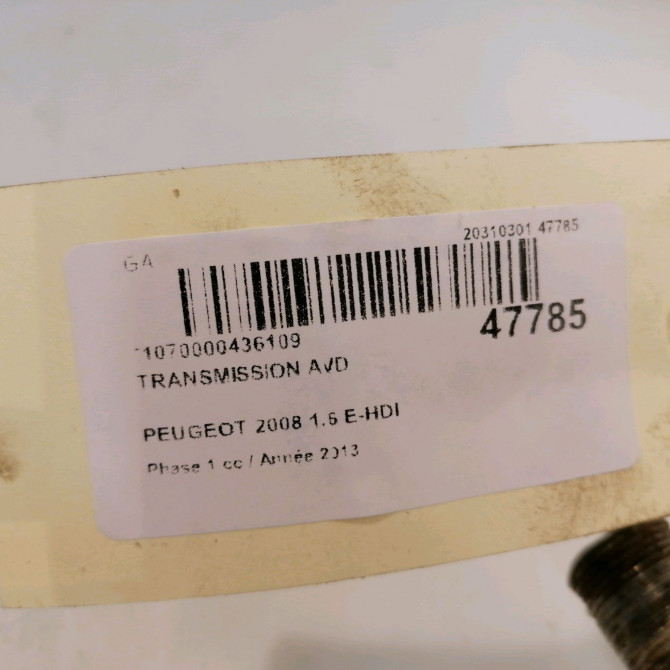 GA
20310301 47785
47785
1070000436109
TRANSMISSION AVD
PEUGEOT 2008 1.6 E-HDI
Phase 1 cc / Année 2013